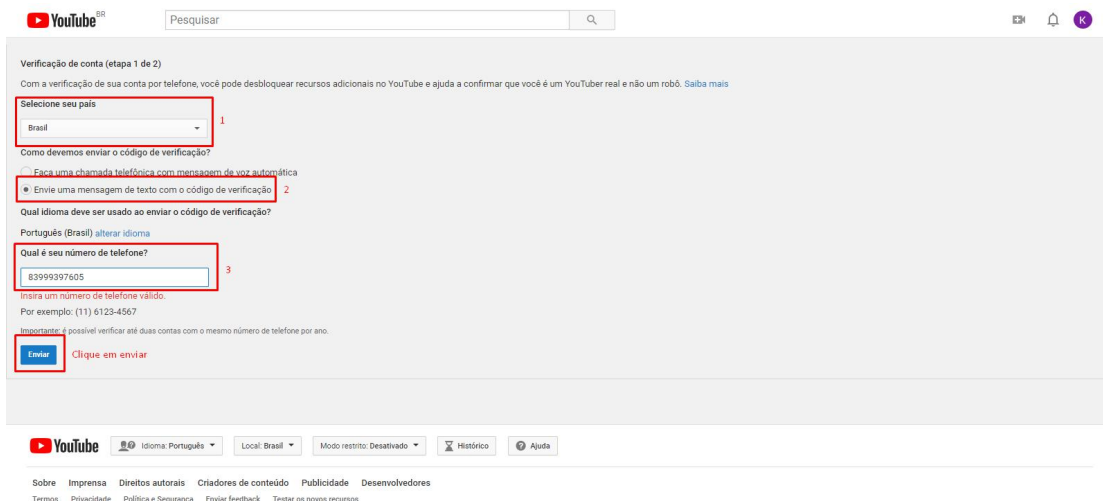 YouTube BR
Pesquisar
K
Verificação de conta (etapa 1 de 2)
Com a verificação de sua conta por telefone, você pode desbloquear recursos adicionais no YouTube e ajuda a confirmar que você é um YouTuber real e não um robô. Saiba mais
Selecione seu país
Brasil
1
Como devemos enviar o código de verificação?
Faça uma chamada telefônica com mensagem de voz automática
Envie uma mensagem de texto com o código de verificação 2
Qual idioma deve ser usado ao enviar o código de verificação?
Português (Brasil) alterar idioma
Qual é seu número de telefone?
83999397605
3
Insira um número de telefone válido.
Por exemplo: (11) 6123-4567
Importante: é possível verificar até duas contas com o mesmo número de telefone por ano.
Enviar Clique em enviar
YouTube Idioma: Português Local: Brasil Modo restrito: Desativado Histórico Ajuda
Sobre Imprensa Direitos autorais Criadores de conteúdo Publicidade Desenvolvedores
Termos Privacidade Política e Segurança Enviar feedback Testar os novos recursos